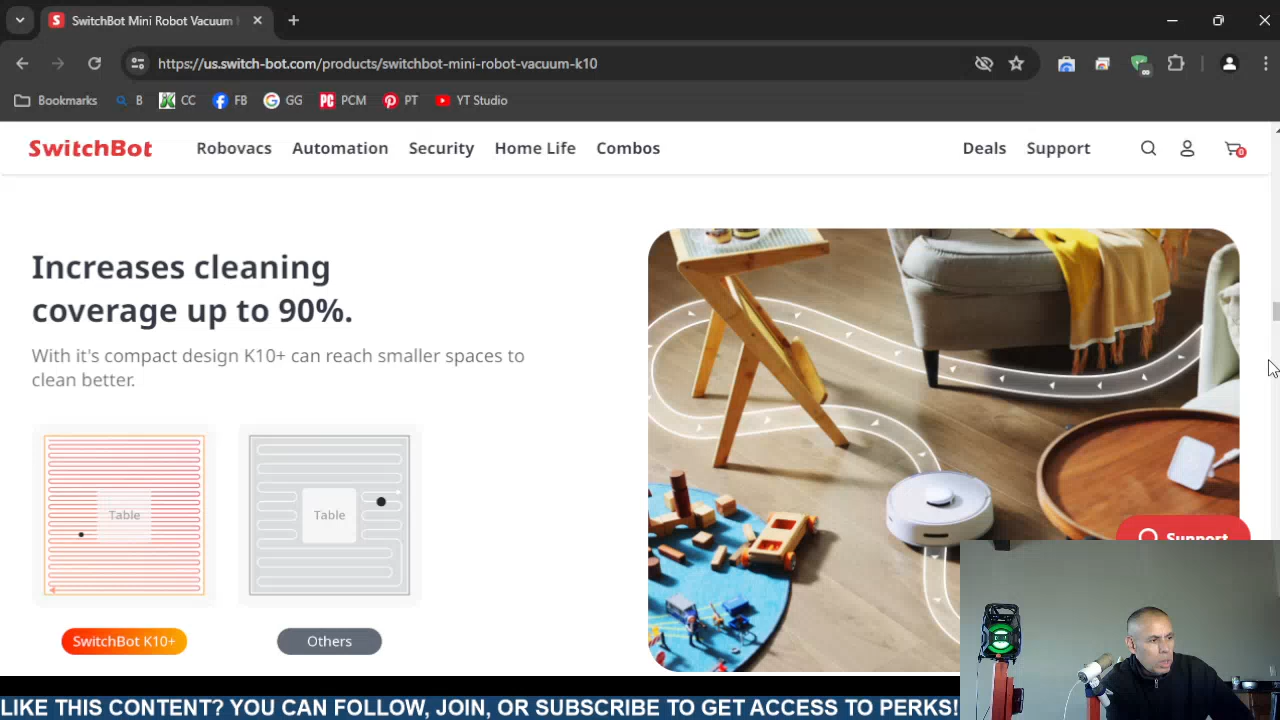 SwitchBot Mini Robot Vacuum
https://us.switch-bot.com/products/switchbot-mini-robot-vacuum-k10
Bookmarks B CC FB GG PCM PT YT Studio
SwitchBot Robovacs Automation Security Home Life Combos Deals Support 0
Increases cleaning
coverage up to 90%.
With it's compact design K10+ can reach smaller spaces to
clean better.
Table Table
Support
SwitchBot K10+ Others
LIKE THIS CONTENT? YOU CAN FOLLOW, JOIN, OR SUBSCRIBE TO GET ACCESS TO PERKS!